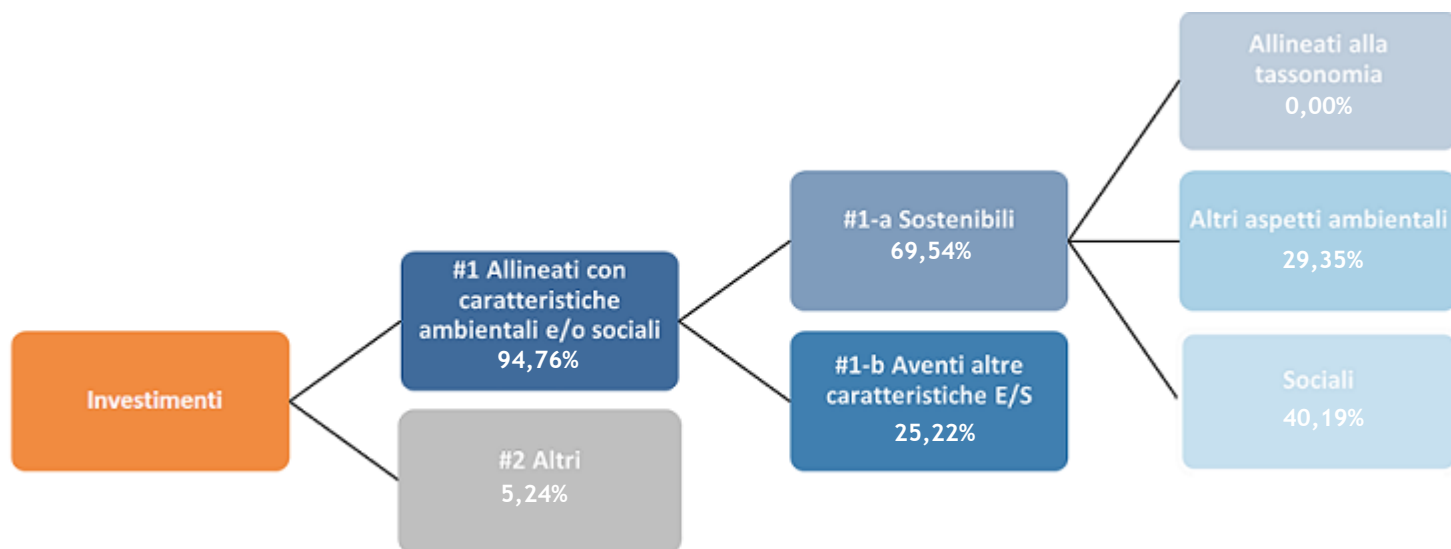 Investimenti
#1 Allineati con
caratteristiche
ambientali e/o sociali
94,76%
#2 Altri
5,24%
#1-a Sostenibili
69,54%
#1-b Aventi altre
caratteristiche E/S
25,22%
Allineati alla
tassonomia
0,00%
Altri aspetti ambientali
29,35%
Sociali
40,19%